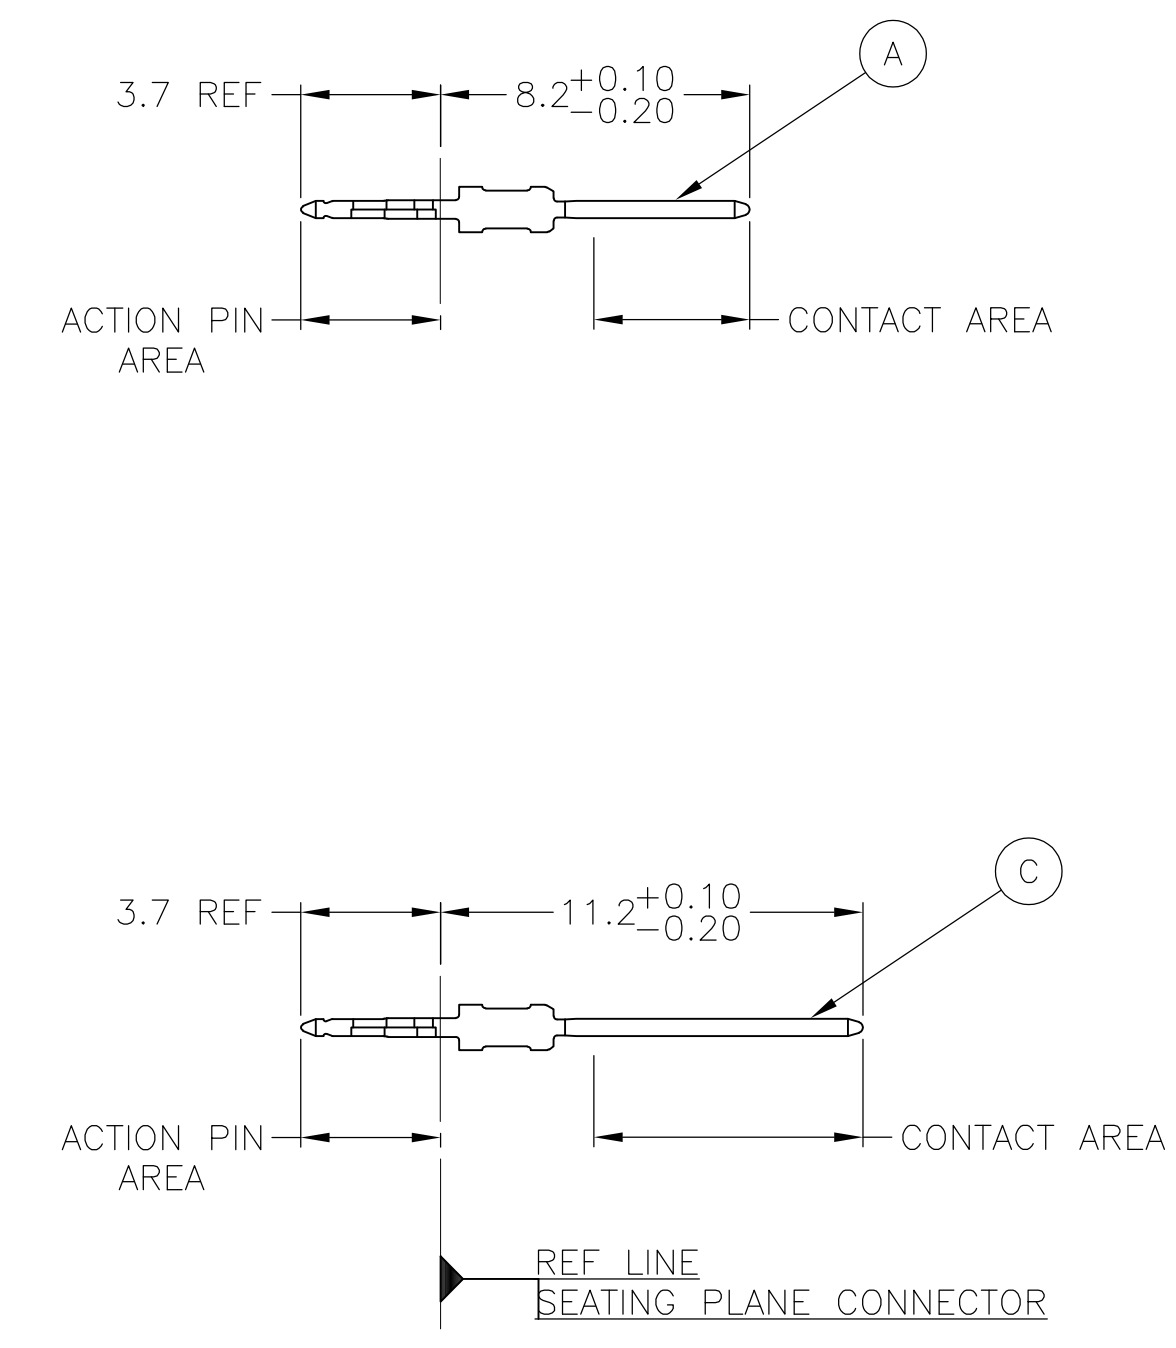 A
3.7 REF
8.2 +0.10
-0.20
ACTION PIN
AREA
CONTACT AREA
C
3.7 REF
11.2 +0.10
-0.20
ACTION PIN
AREA
CONTACT AREA
REF LINE
SEATING PLANE CONNECTOR